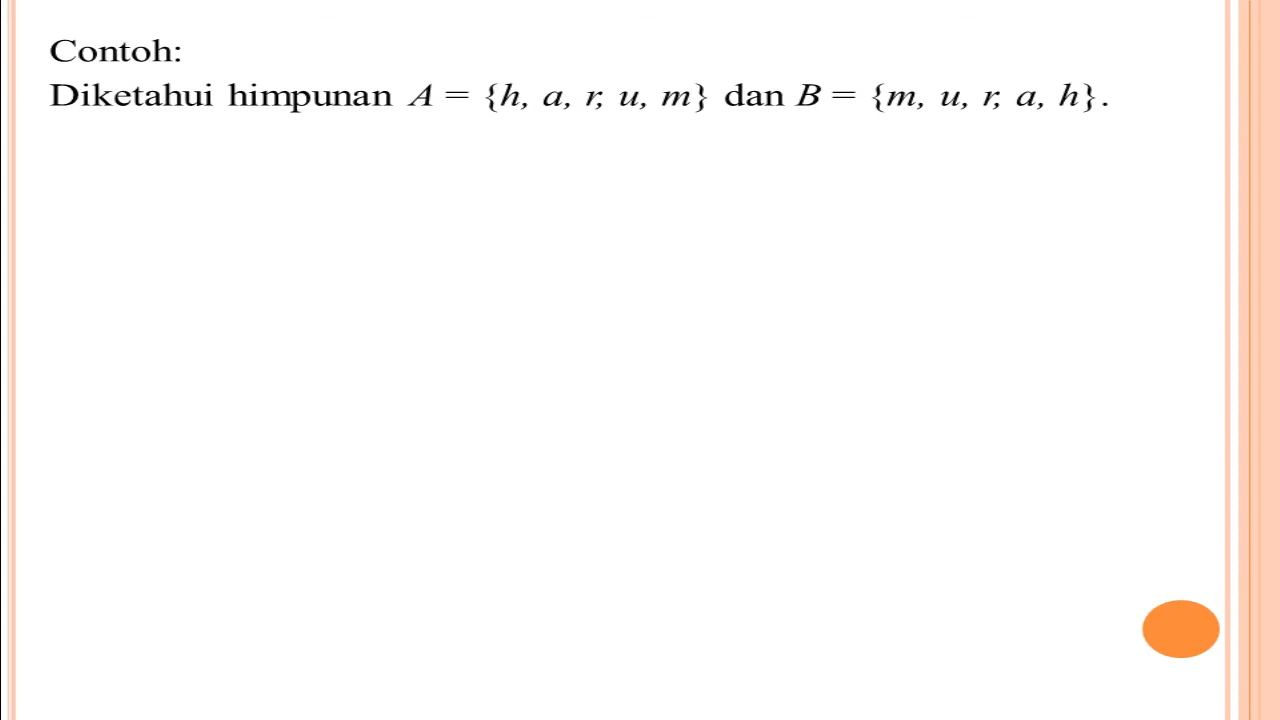 Contoh:
Diketahui himpunan A = {h, a, r, u, m} dan B = {m, u, r, a, h}.